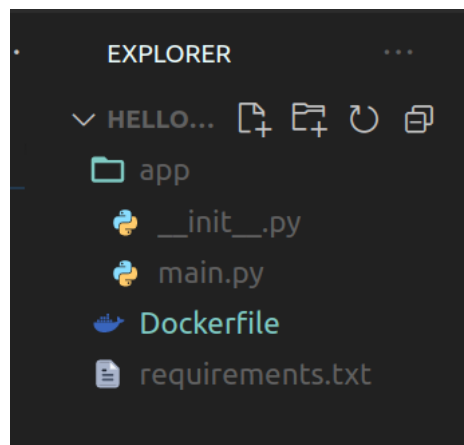 EXPLORER
HELLO...
app
__init__.py
main.py
Dockerfile
requirements.txt